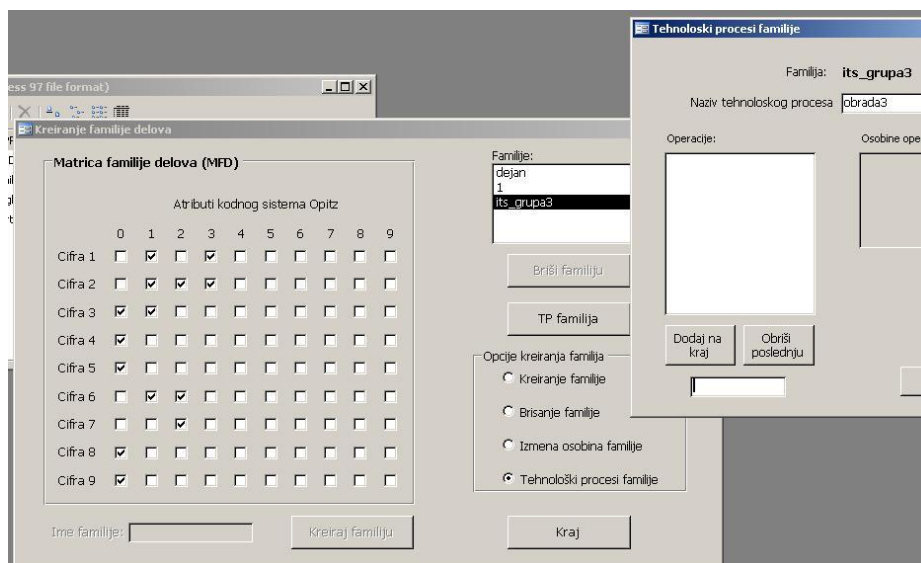 ess 97 file format)
Kreiranje familije delova
Matrica familije delova (MFD)
Atributi kodnog sistema Opitz
0 1 2 3 4 5 6 7 8 9
Cifra 1
Cifra 2
Cifra 3
Cifra 4
Cifra 5
Cifra 6
Cifra 7
Cifra 8
Cifra 9
Ime familije:
Kreiraj familiju
Familije:
dejan
1
its_grupa3
Briši familiju
TP familija
Opcije kreiranja familija
Kreiranje familije
Brisanje familije
Izmena osobina familije
Tehnološki procesi familije
Kraj
Tehnoloski procesi familije
Familija: its_grupa3
Naziv tehnoloskog procesa obrada3
Operacije:
Osobine ope
Dodaj na
kraj
Obriši
poslednju